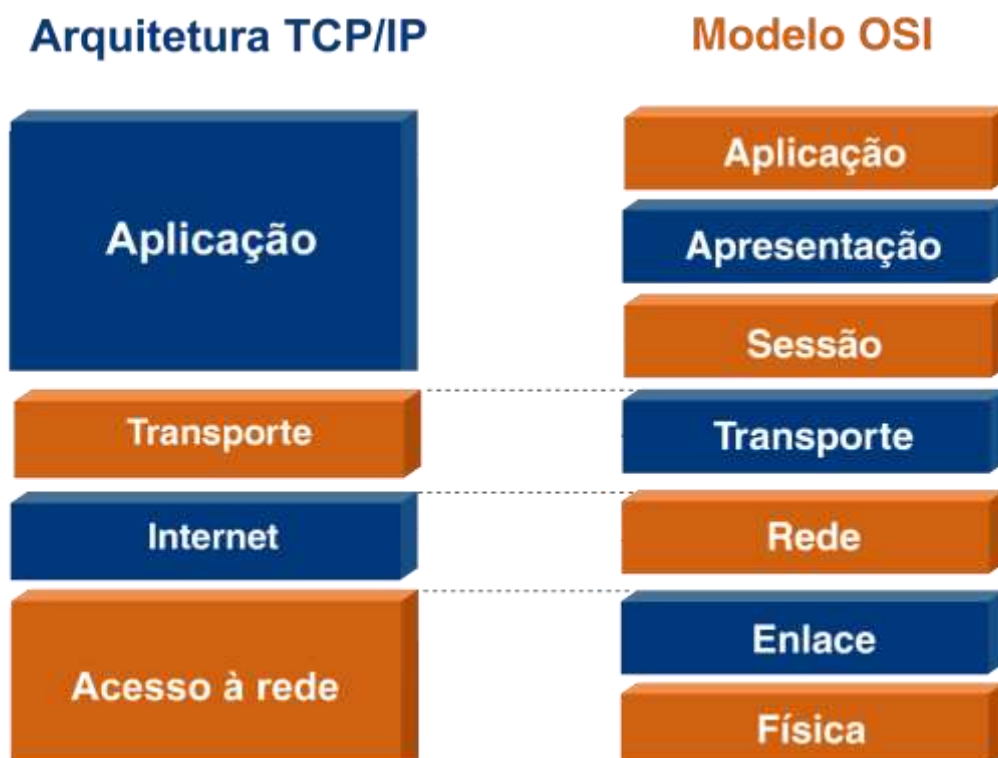 Arquitetura TCP/IP
Aplicação
Transporte
Internet
Acesso à rede
Modelo OSI
Aplicação
Apresentação
Sessão
Transporte
Rede
Enlace
Física